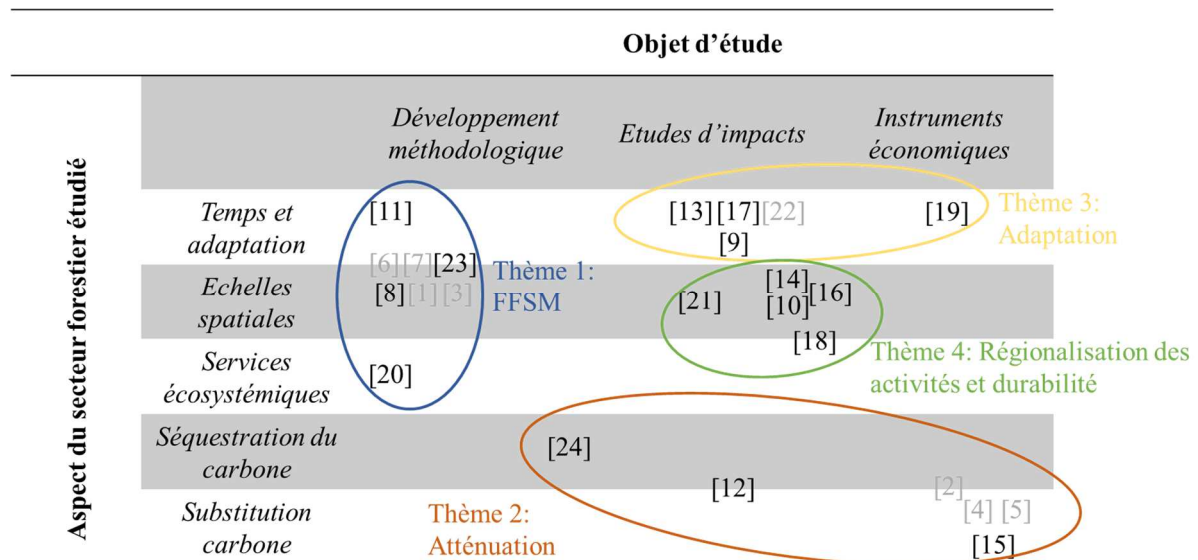 Objet d’étude
Développement
méthodologique
Etudes d’impacts
Instruments
économiques
Aspect du secteur forestier étudié
Temps et
adaptation
[11]
[13] [17] [22]
[9]
[19]
Thème 3:
Adaptation
[6] [7] [23]
Thème 1:
FFSM
Echelles
spatiales
[8] [1] [3]
[21]
[14]
[10]
[16]
[18]
Thème 4: Régionalisation des
activités et durabilité
Services
écosystémiques
[20]
Séquestration du
carbone
[24]
[12]
[2]
Substitution
carbone
[4] [5]
[15]
Thème 2:
Atténuation